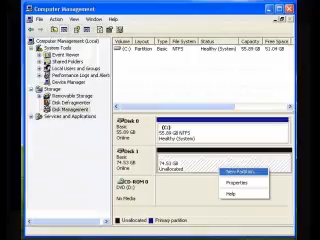 Computer Management
File Action View Window Help
Computer Management (Local)
System Tools
Event Viewer
Shared Folders
Local Users and Groups
Performance Logs and Alerts
Device Manager
Storage
Removable Storage
Disk Defragmenter
Disk Management
Services and Applications
Volume Layout Type File System Status Capacity Free Space
(C:) Partition Basic NTFS Healthy (System) 55.89 GB 51.04 GB
Disk 0
Basic
55.89 GB
Online
(C:)
55.89 GB NTFS
Healthy (System)
Disk 1
Basic
74.53 GB
Online
74.53 GB
Unallocated
New Partition...
Properties
Help
CD-ROM 0
DVD (D:)
No Media
Unallocated Primary partition